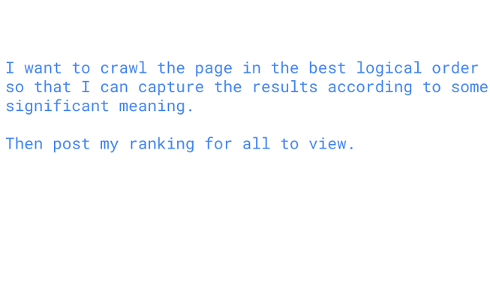 I want to crawl the page in the best logical order
so that I can capture the results according to some
significant meaning.
Then post my ranking for all to view.